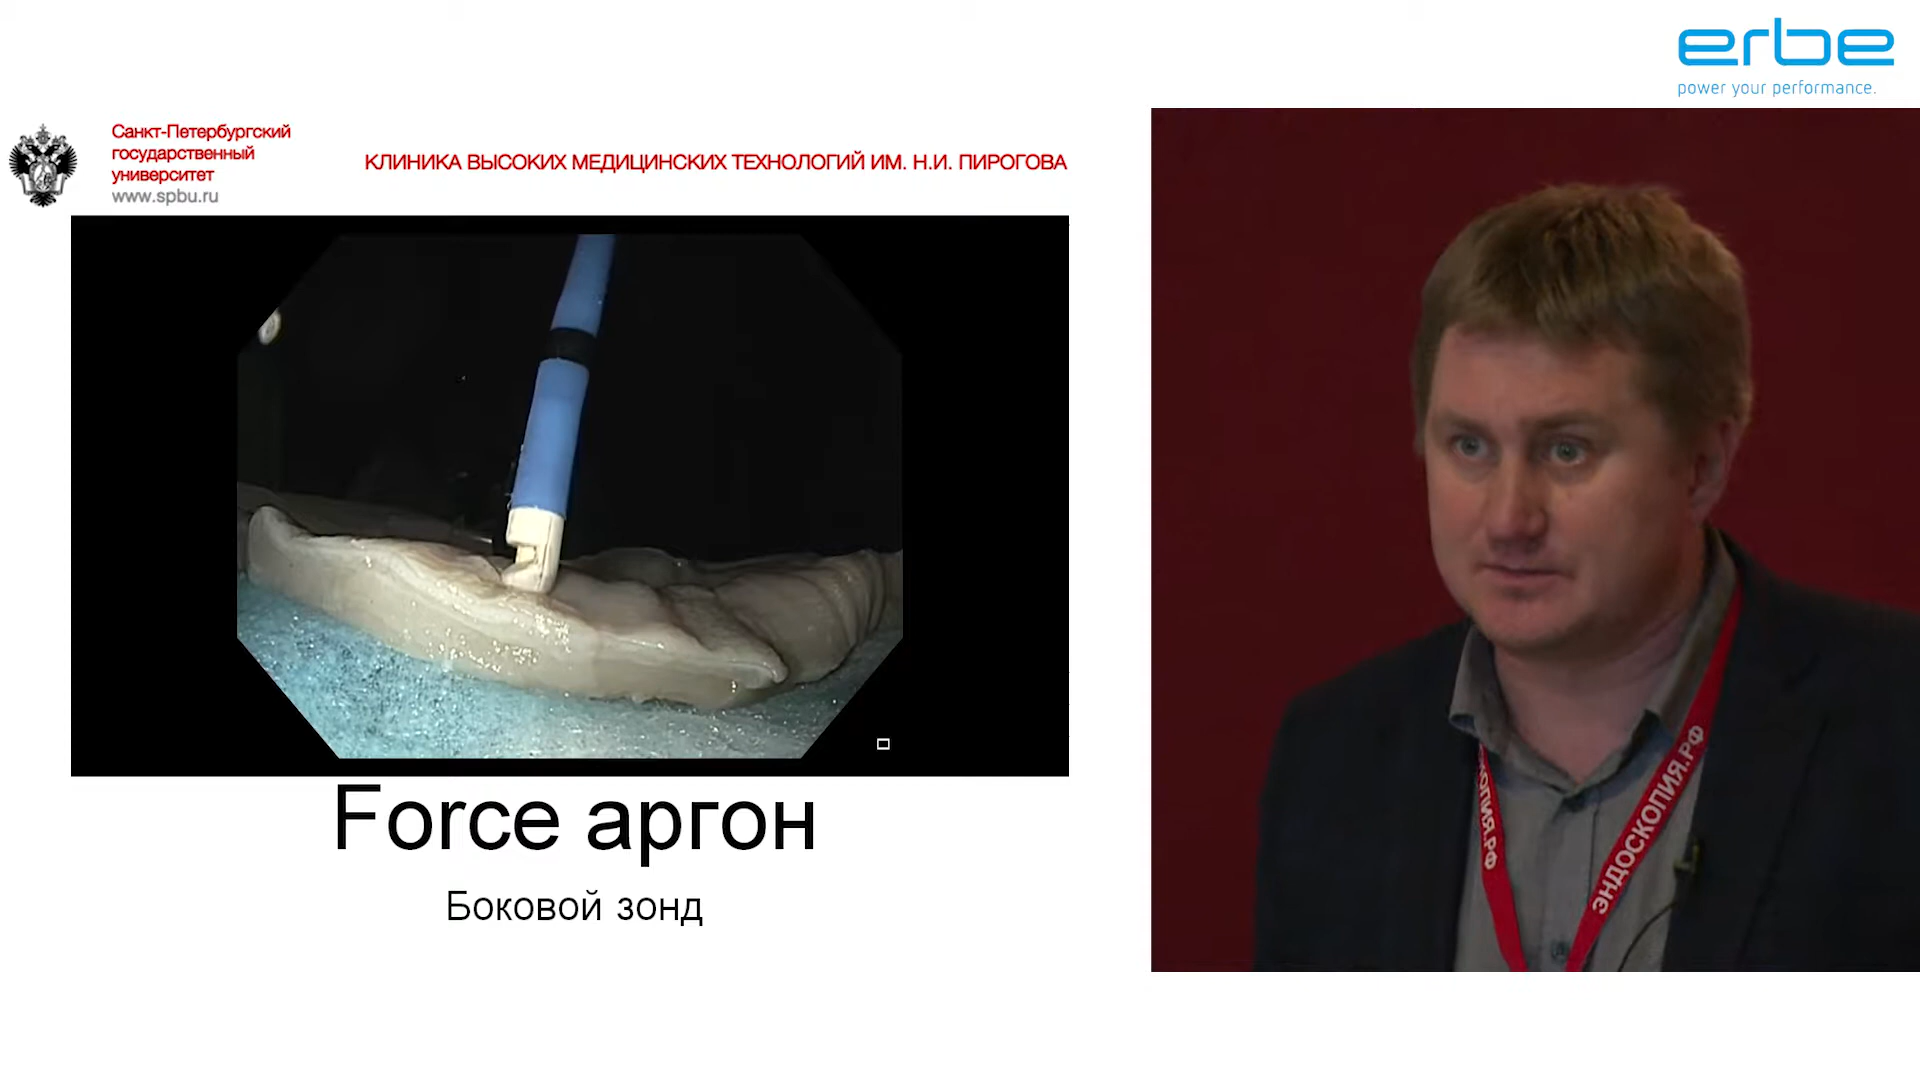 erbe
power your performance.
Санкт-Петербургский
государственный
университет
www.spbu.ru
КЛИНИКА ВЫСОКИХ МЕДИЦИНСКИХ ТЕХНОЛОГИЙ ИМ. Н.И. ПИРОГОВА
Force аргон
Боковой зонд
ЭНДОСКОПИЯ.РФ